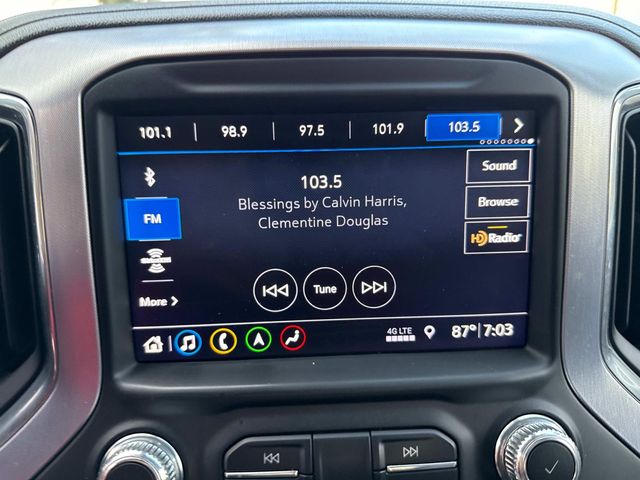 101.1 98.9 97.5 101.9 103.5
Sound
103.5
Blessings by Calvin Harris,
Clementine Douglas
Browse
FM
HD Radio
SiriusXM
Tune
More
4G LTE 87° 7:03